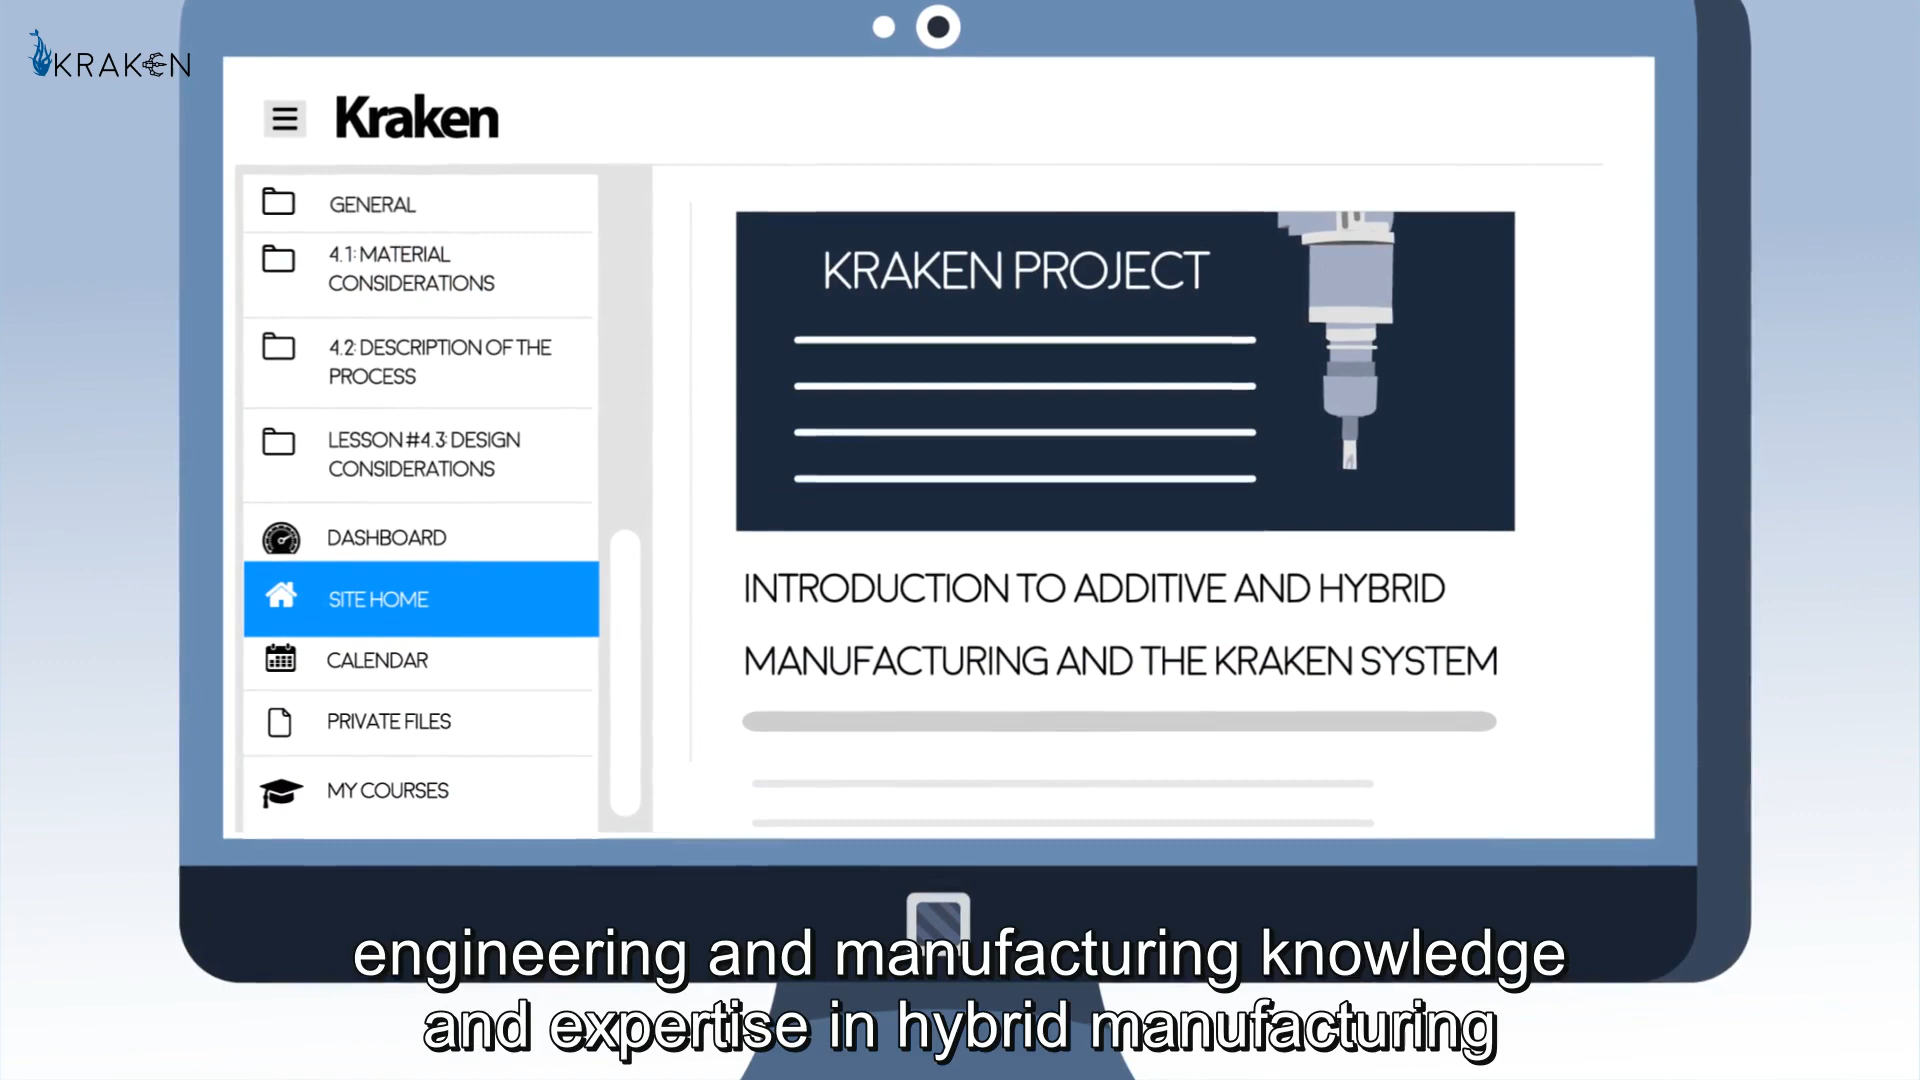 KRAKEN
Kraken
GENERAL
4.1: MATERIAL
CONSIDERATIONS
4.2: DESCRIPTION OF THE
PROCESS
LESSON #4.3: DESIGN
CONSIDERATIONS
DASHBOARD
SITE HOME
CALENDAR
PRIVATE FILES
MY COURSES
KRAKEN PROJECT
INTRODUCTION TO ADDITIVE AND HYBRID
MANUFACTURING AND THE KRAKEN SYSTEM
engineering and manufacturing knowledge
and expertise in hybrid manufacturing